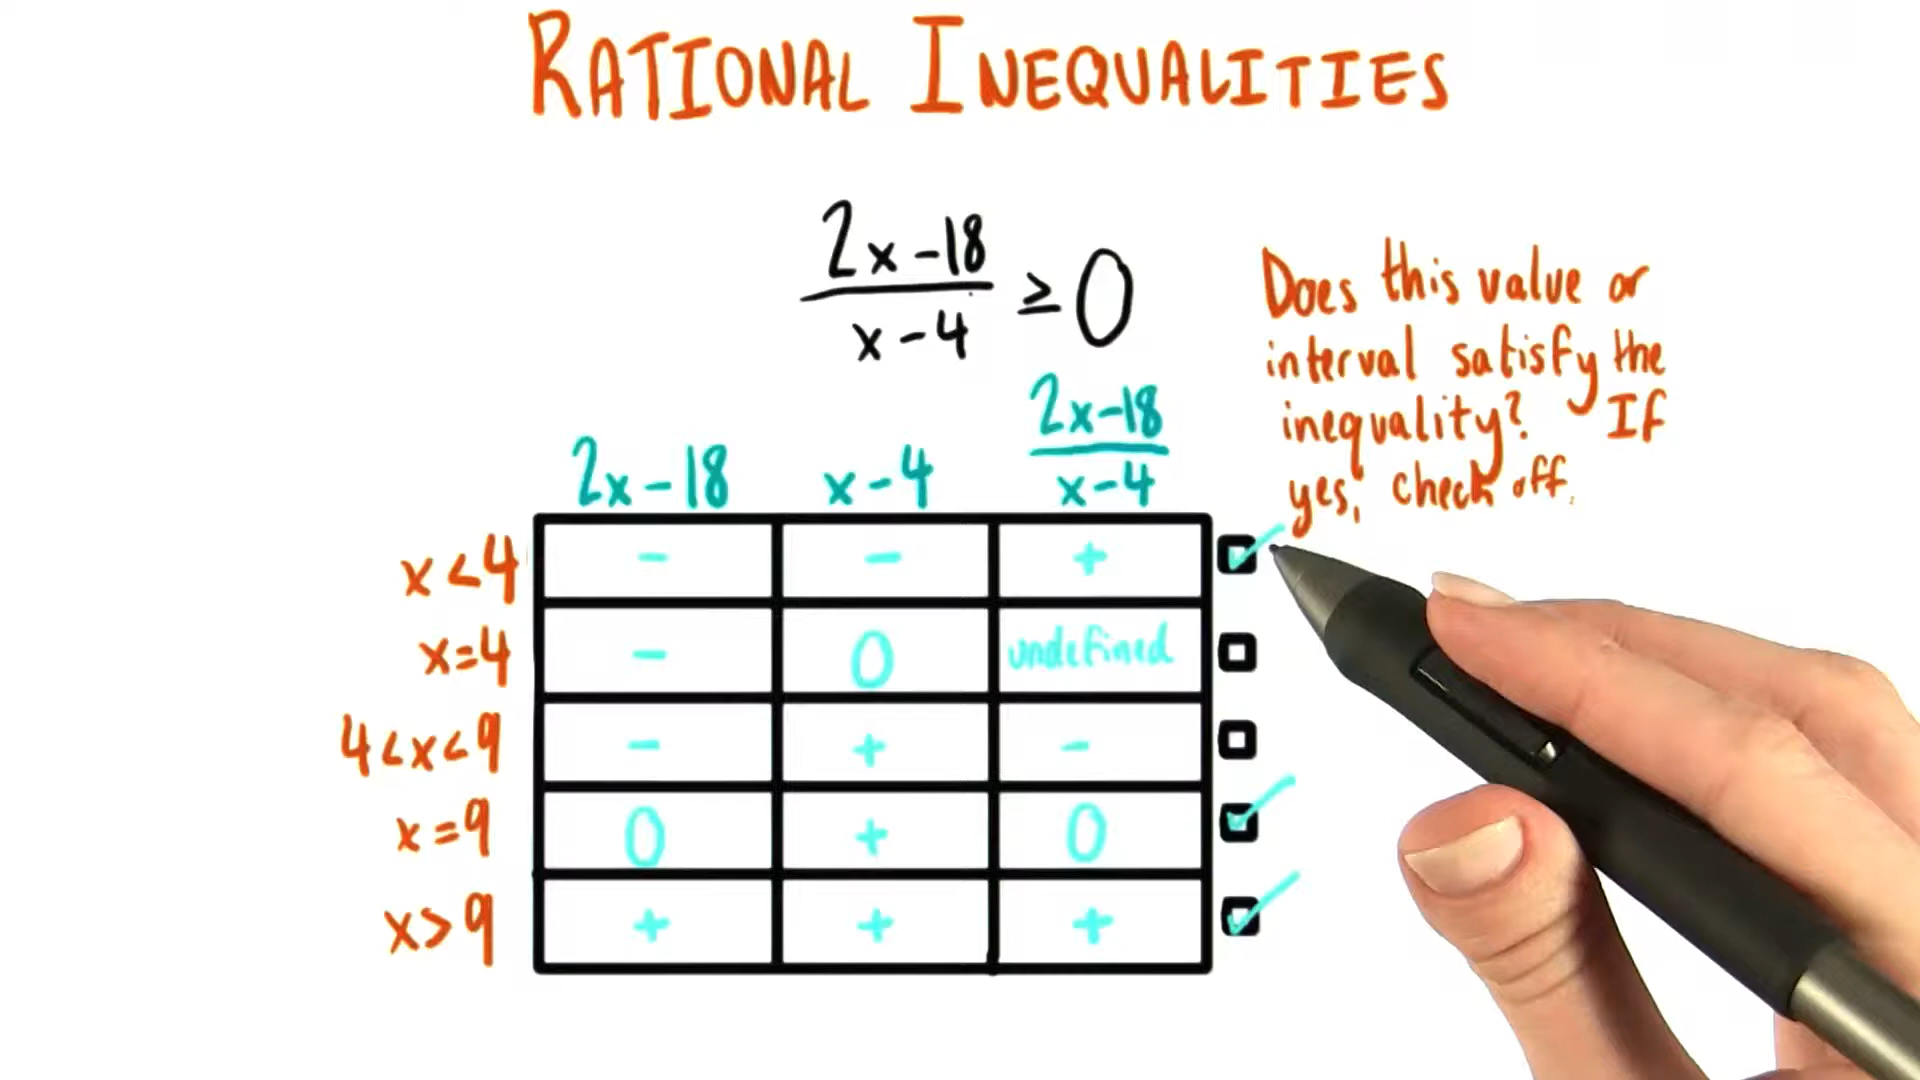 RATIONAL INEQUALITIES
2x-18
x-4
≥ 0
Does this value or
interval satisfy the
inequality? If
yes, check off.
2x-18
x-4
2x-18
x-4
x<4 - - +
x=4 - 0 undefined
4<x<9 - + -
x=9 0 + 0
x>9 + + +